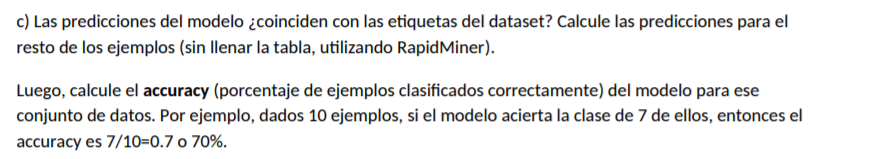 c) Las predicciones del modelo ¿coinciden con las etiquetas del dataset? Calcule las predicciones para el
resto de los ejemplos (sin llenar la tabla, utilizando RapidMiner).
Luego, calcule el accuracy (porcentaje de ejemplos clasificados correctamente) del modelo para ese
conjunto de datos. Por ejemplo, dados 10 ejemplos, si el modelo acierta la clase de 7 de ellos, entonces el
accuracy es 7/10=0.7 o 70%.